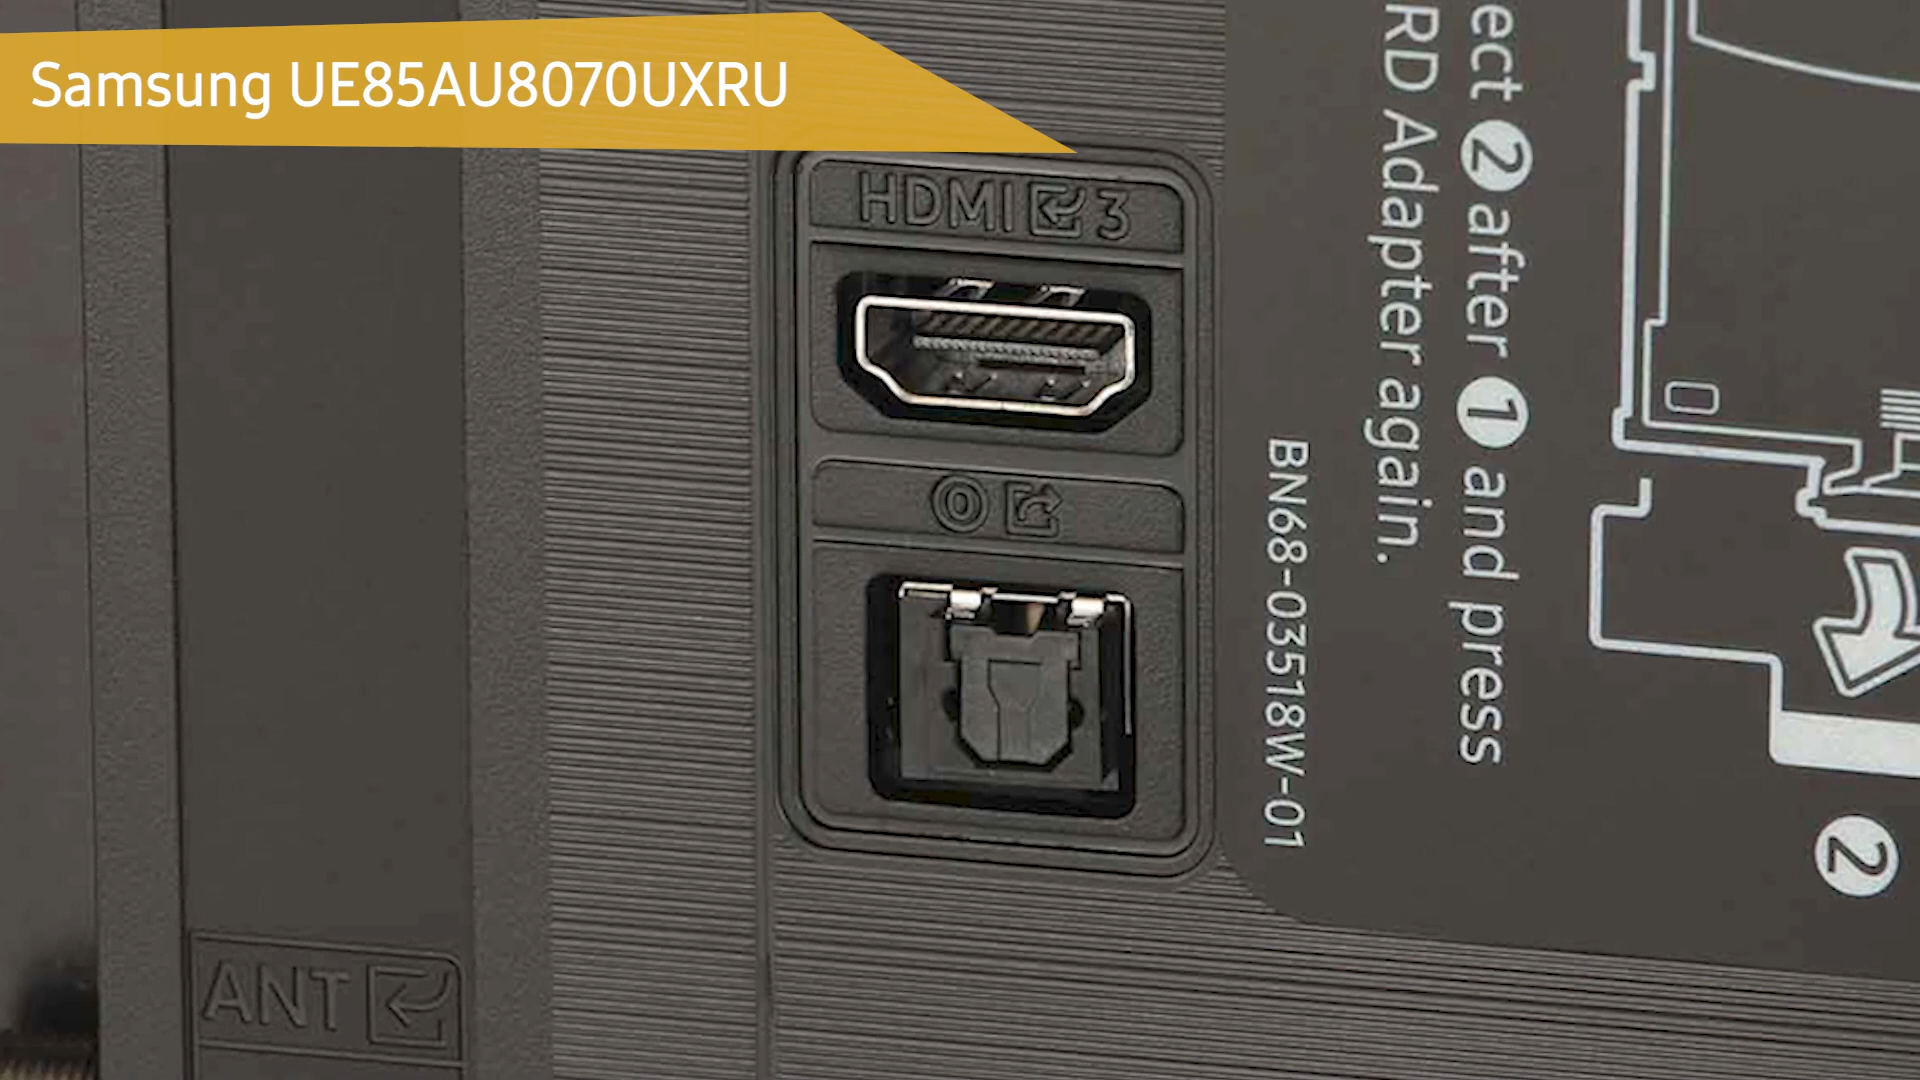 Samsung UE85AU8070UXRU
HDMI 3
ect 2 after 1 and press
RD Adapter again.
BN68-03518W-01
2
ANT